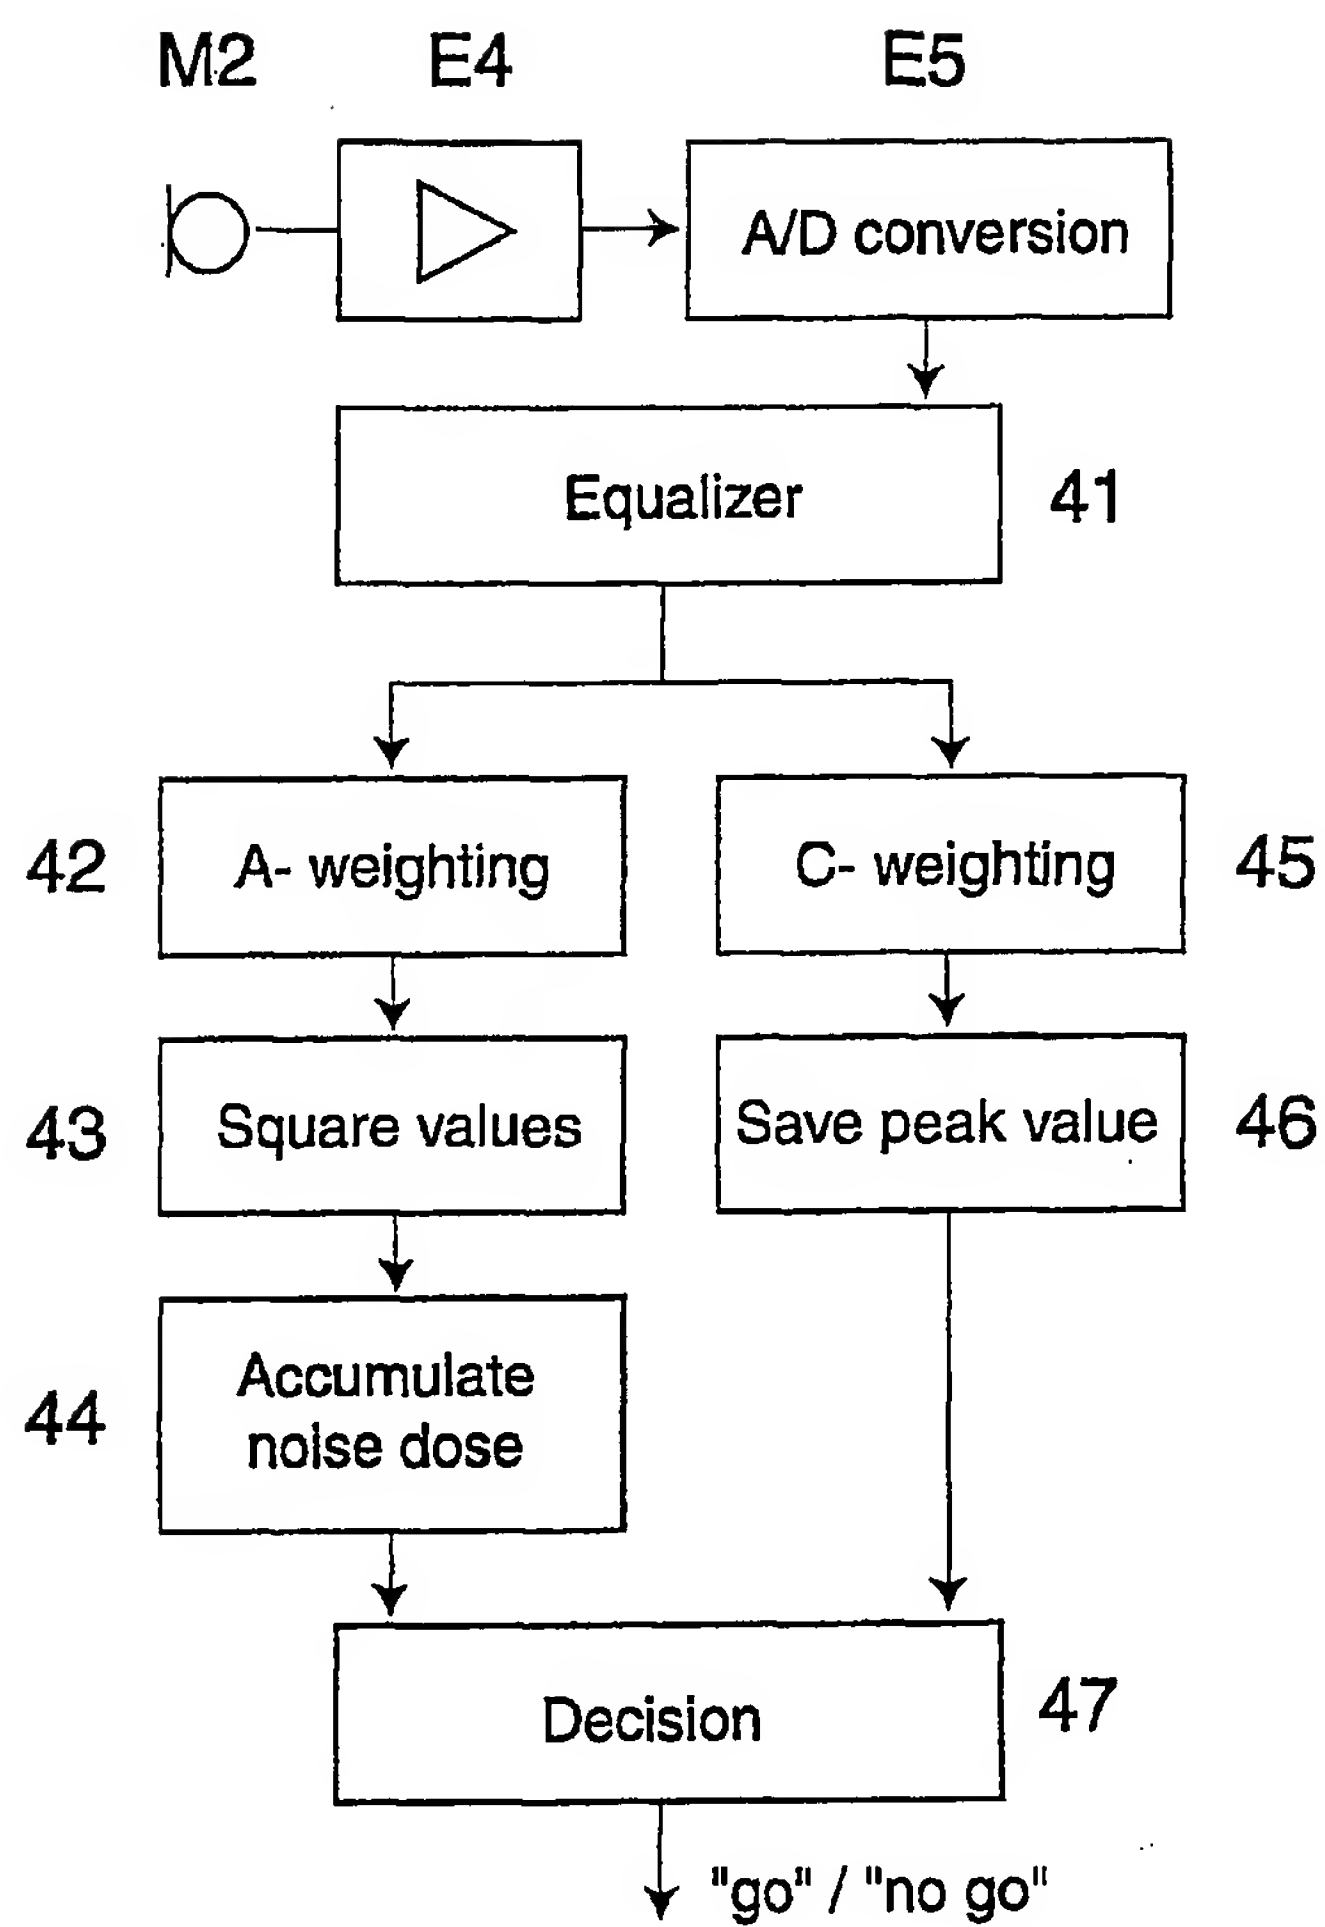 M2 E4 E5
A/D conversion
Equalizer 41
42 A- weighting C- weighting 45
43 Square values Save peak value 46
44 Accumulate
noise dose
Decision 47
"go" / "no go"